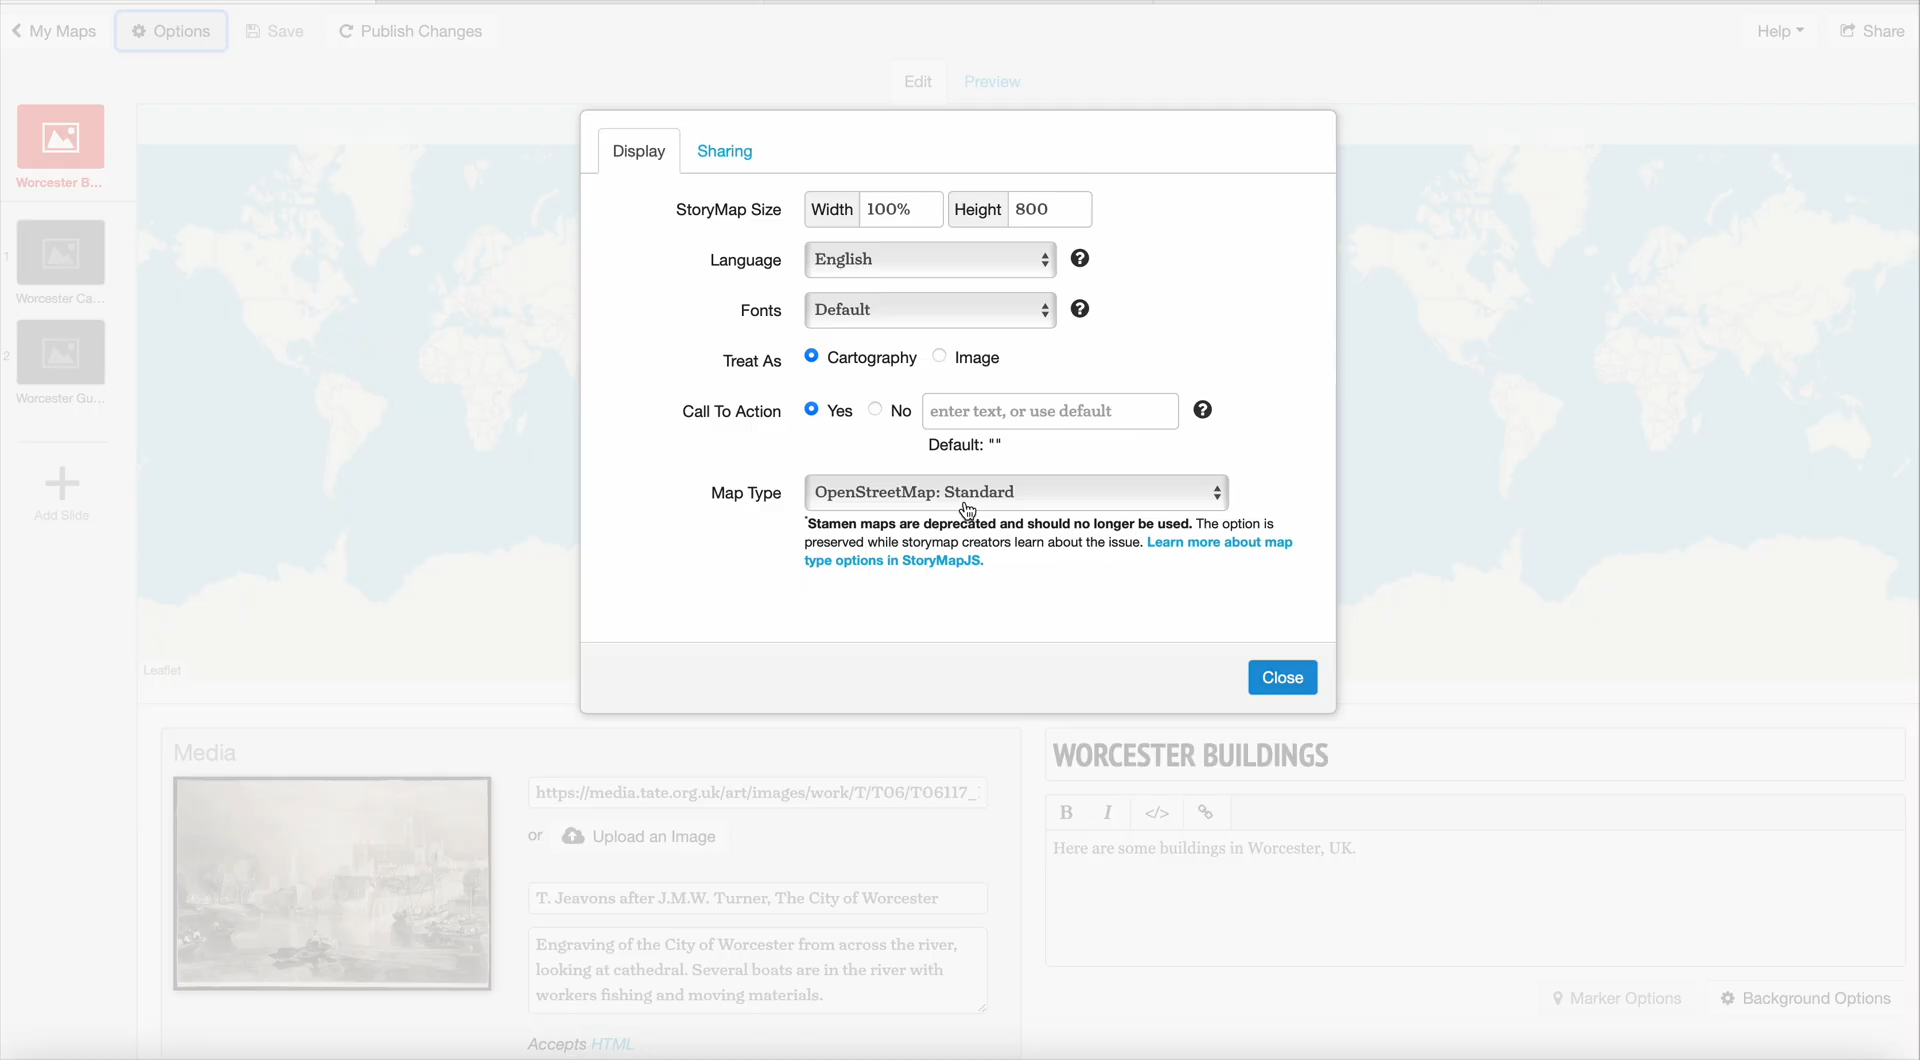 My Maps Options Save Publish Changes Help Share
Edit Preview
Worcester B...
1
Worcester Ca...
2
Worcester Gu...
Add Slide
Display Sharing
StoryMap Size Width 100% Height 800
Language English
Fonts Default
Treat As Cartography Image
Call To Action Yes No enter text, or use default
Default: ""
Map Type OpenStreetMap: Standard
*Stamen maps are deprecated and should no longer be used. The option is
preserved while storymap creators learn about the issue. Learn more about map
type options in StoryMapJS.
Close
Leaflet
Media
https://media.tate.org.uk/art/images/work/T/T06/T06117_
or Upload an Image
T. Jeavons after J.M.W. Turner, The City of Worcester
Engraving of the City of Worcester from across the river,
looking at cathedral. Several boats are in the river with
workers fishing and moving materials.
Accepts HTML
WORCESTER BUILDINGS
B I </>
Here are some buildings in Worcester, UK.
Marker Options Background Options